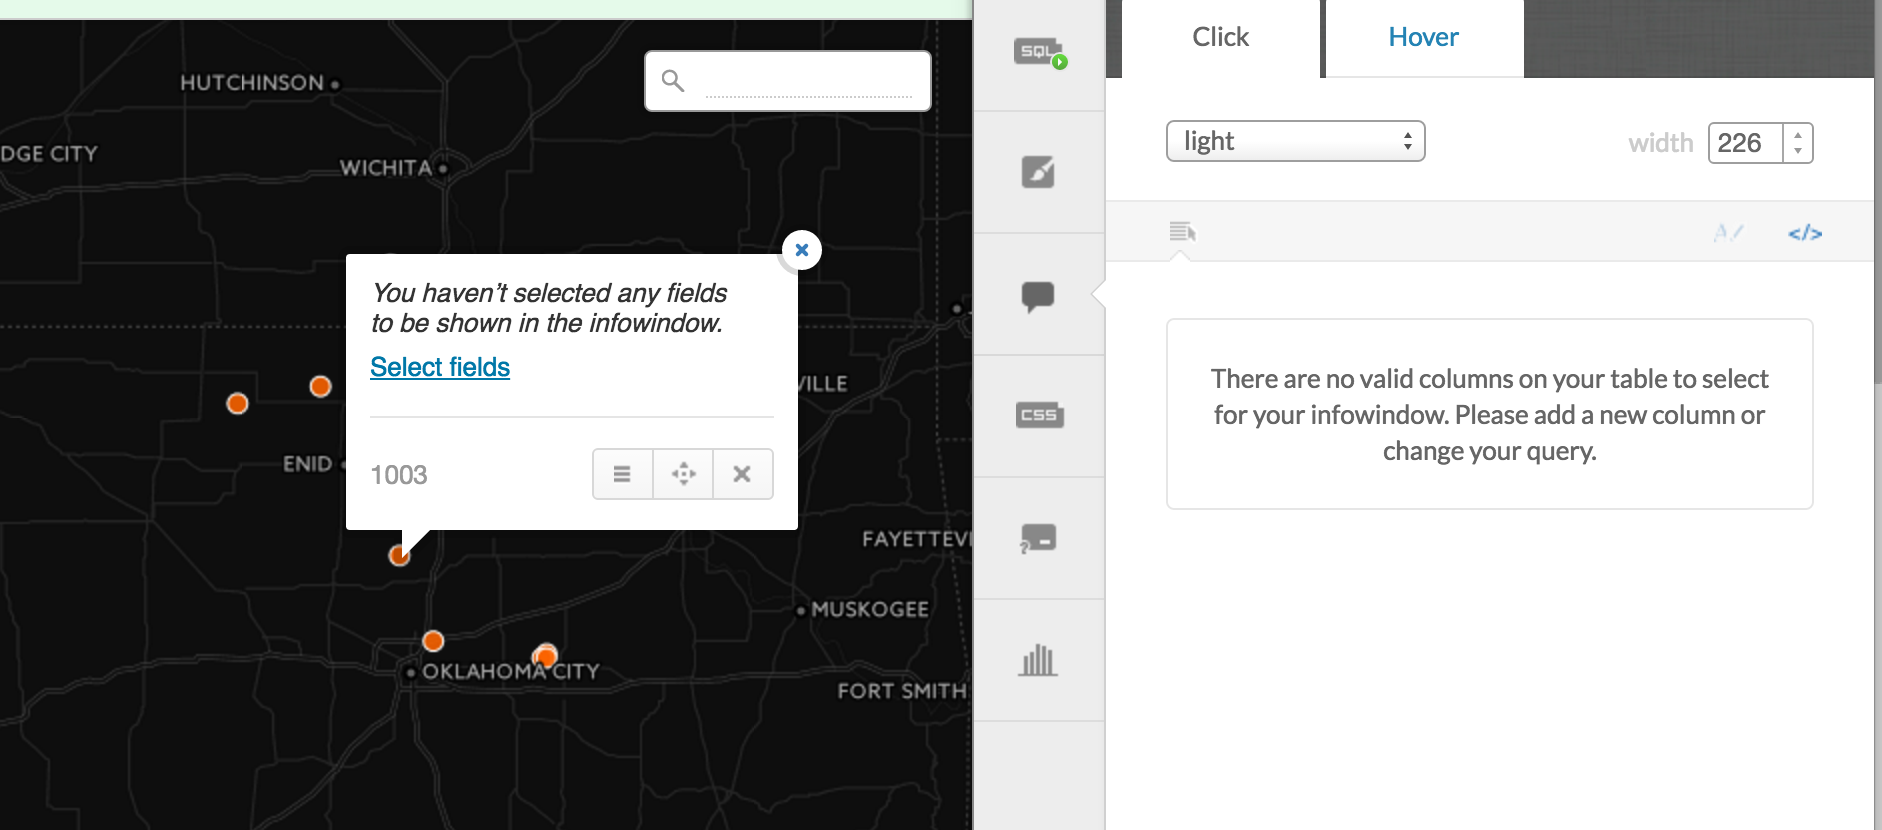 HUTCHINSON
DGE CITY
WICHITA
You haven't selected any fields
to be shown in the infowindow.
Select fields
1003
VILLE
ENID
FAYETTEVI
MUSKOGEE
OKLAHOMA CITY
FORT SMITH
SQL
CSS
?
Click
Hover
light
width
226
A
</>
There are no valid columns on your table to select
for your infowindow. Please add a new column or
change your query.